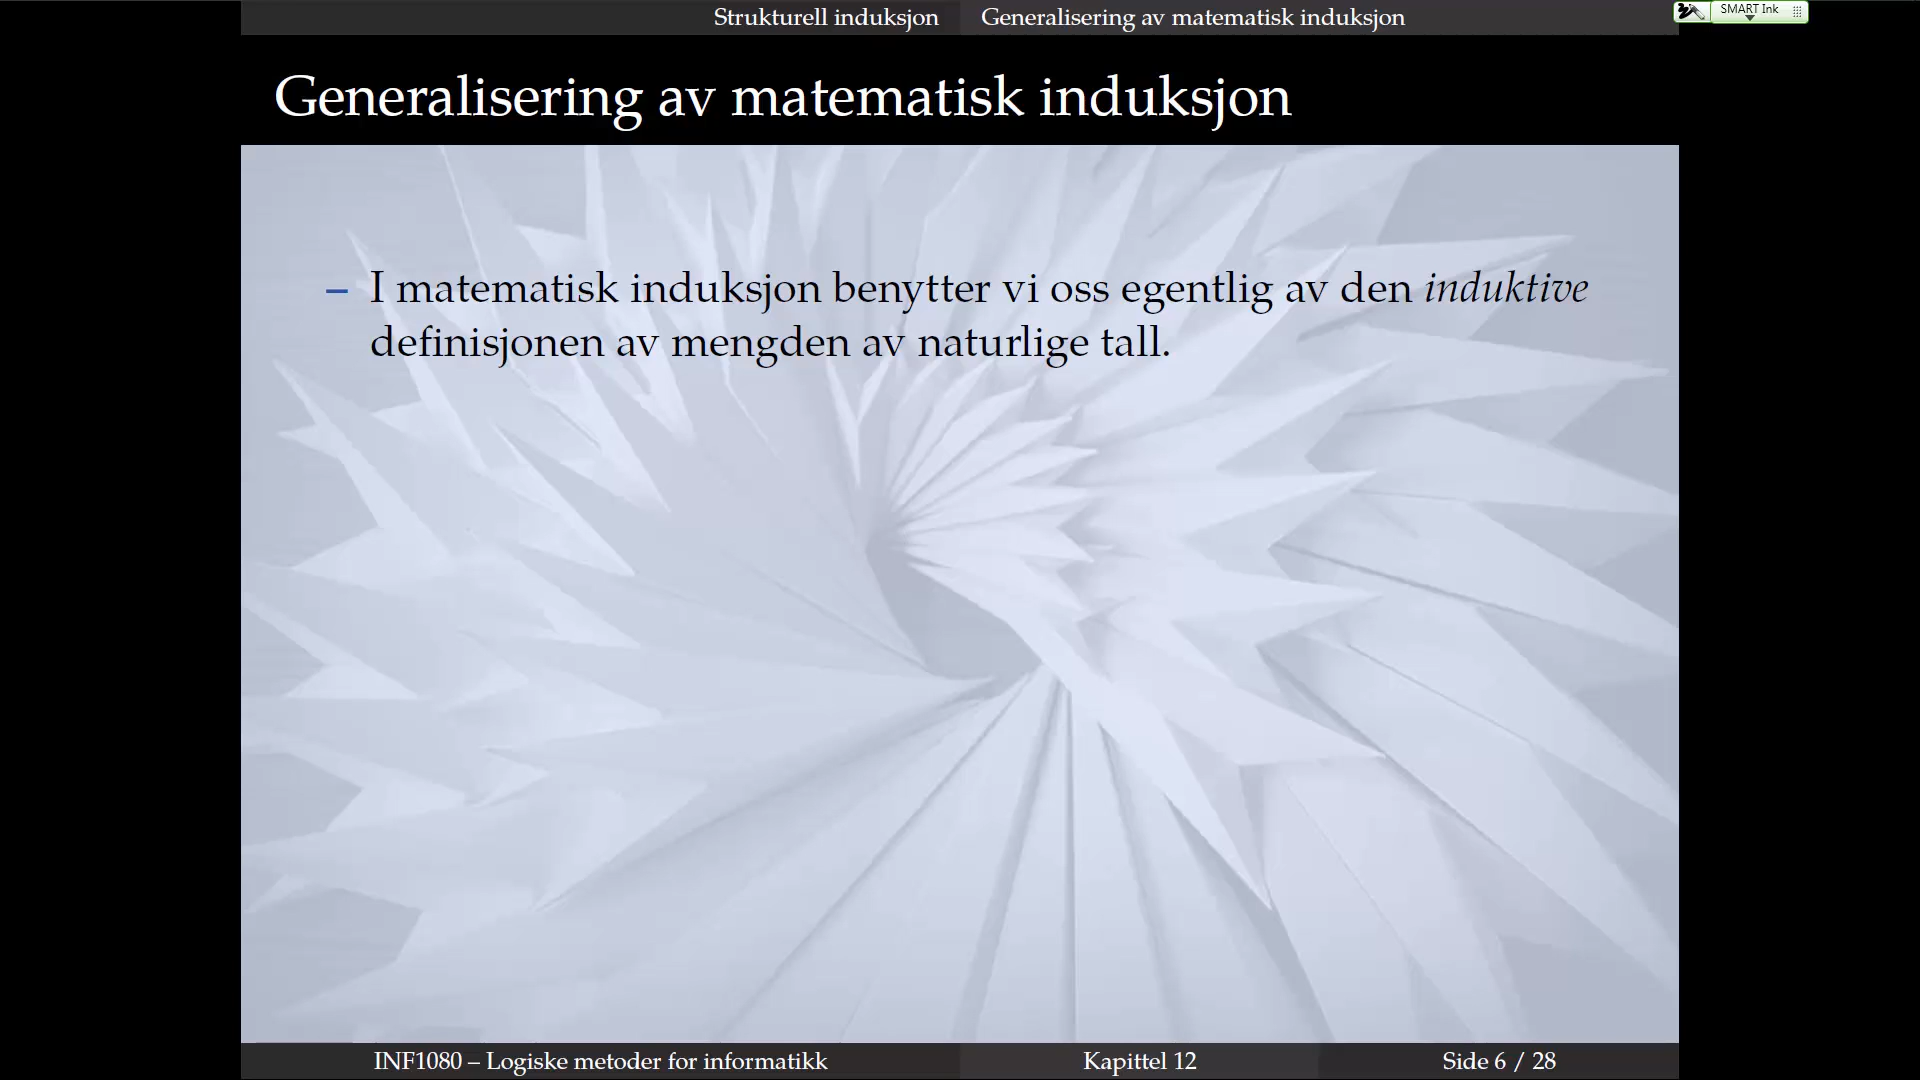 Strukturell induksjon Generalisering av matematisk induksjon
SMART Ink
Generalisering av matematisk induksjon
– I matematisk induksjon benytter vi oss egentlig av den induktive
definisjonen av mengden av naturlige tall.
INF1080 – Logiske metoder for informatikk Kapittel 12 Side 6 / 28